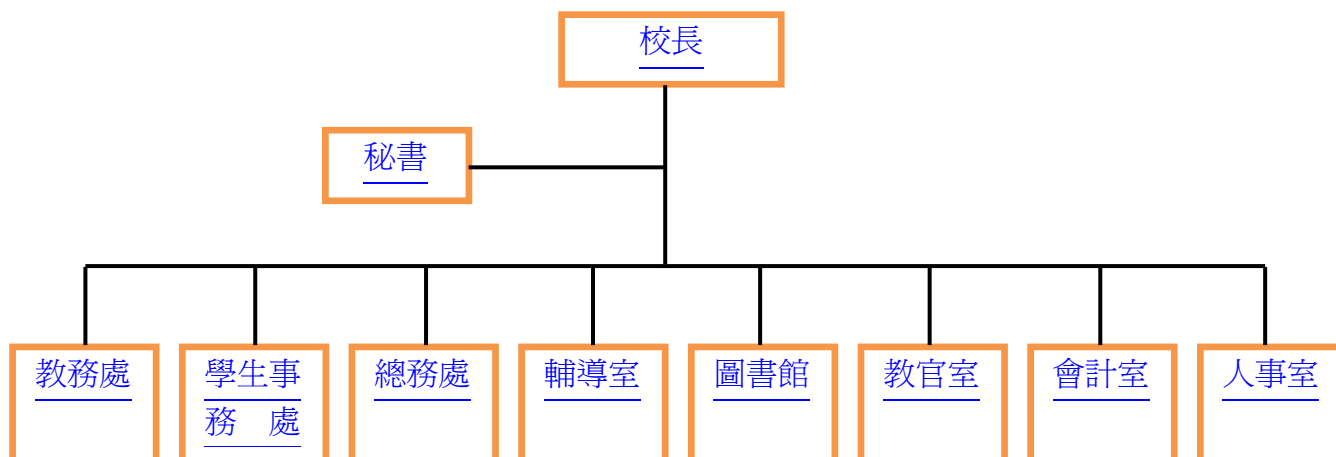 校長
秘書
教務處
學生事
務　處
總務處
輔導室
圖書館
教官室
會計室
人事室